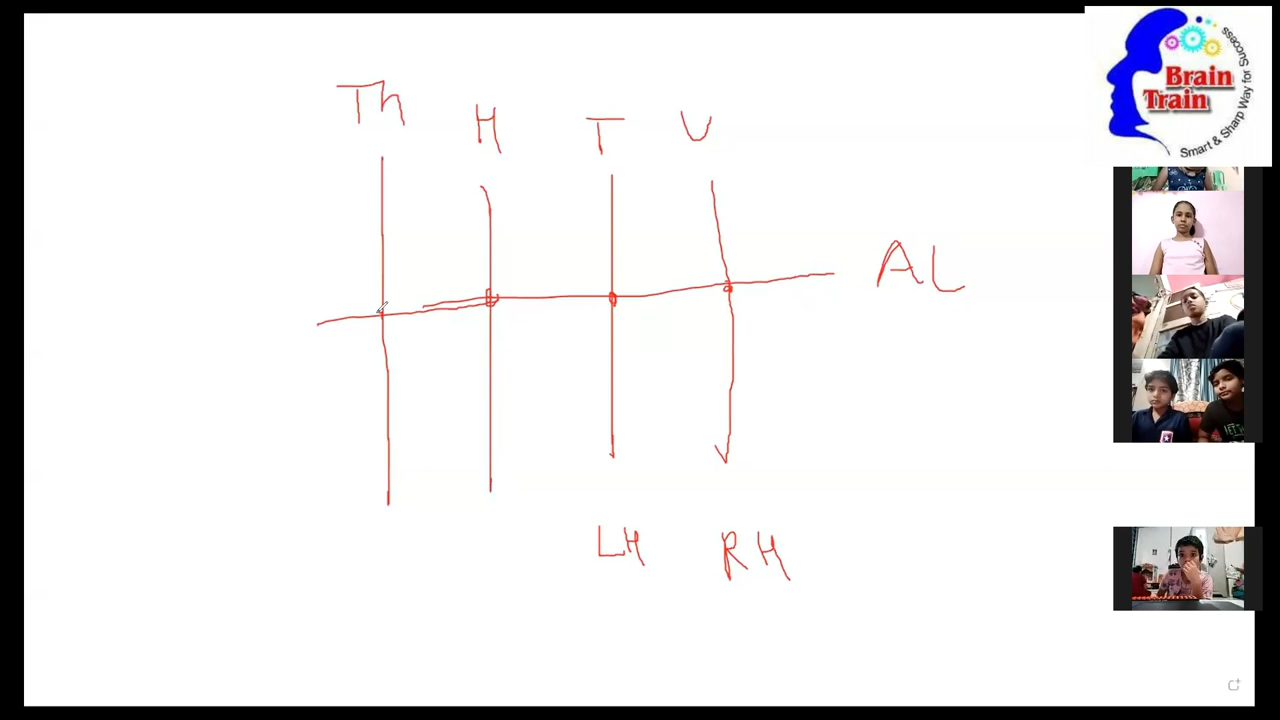 Th H T U
AL
LH RH
Brain
Train
Smart & Sharp Way for Success